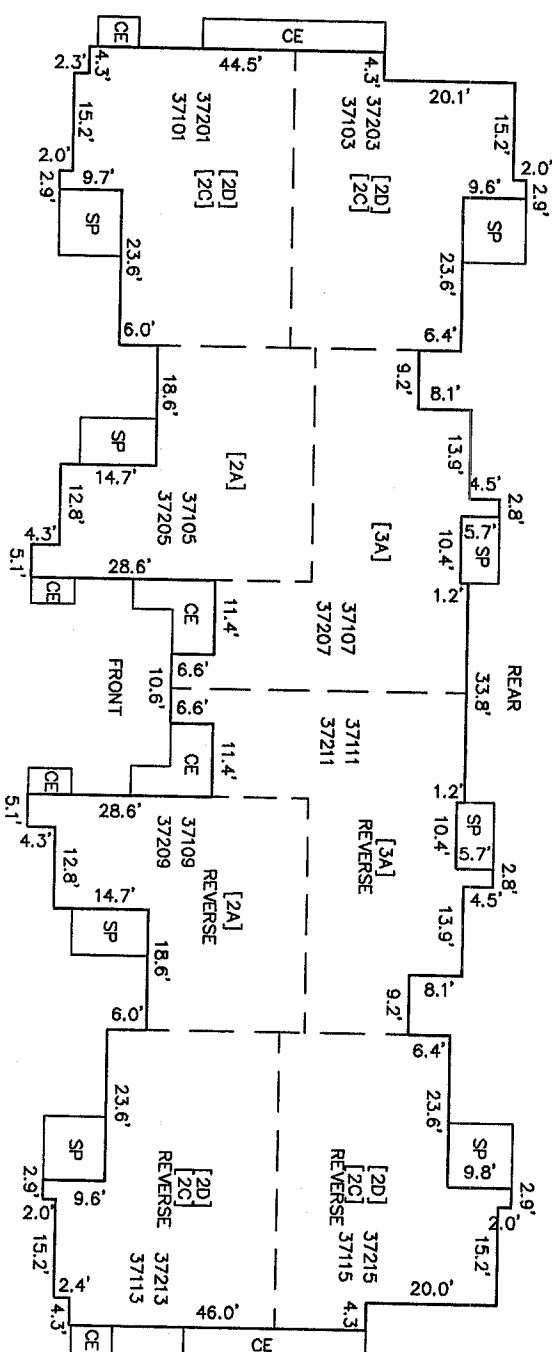 CE
CE
2.3'
4.3'
44.5'
4.3'
20.1'
15.2'
37201
37101
[2D]
[2C]
37203
37103
[2D]
[2C]
15.2'
2.0'
2.9'
9.7'
SP
23.6'
6.0'
2.0'
2.9'
9.6'
SP
23.6'
6.4'
9.2'
8.1'
18.6'
SP
14.7'
[2A]
13.9'
4.5'
2.8'
12.8'
37105
37205
[3A]
5.7'
SP
10.4'
4.3'
5.1'
28.6'
CE
CE
11.4'
1.2'
37107
37207
6.6'
FRONT
10.6'
33.8'
REAR
6.6'
37111
37211
CE
11.4'
CE
1.2'
5.1'
28.6'
4.3'
37109
37209
[3A]
REVERSE
SP
10.4'
5.7'
2.8'
4.5'
12.8'
14.7'
[2A]
REVERSE
SP
18.6'
13.9'
6.0'
9.2'
8.1'
6.4'
23.6'
23.6'
SP
2.9'
9.6'
2.0'
[2D]
[2C]
REVERSE
[2D]
[2C]
REVERSE
SP
9.8'
2.9'
2.0'
15.2'
37213
37113
37215
37115
15.2'
2.4'
4.3'
46.0'
4.3'
20.0'
CE
CE